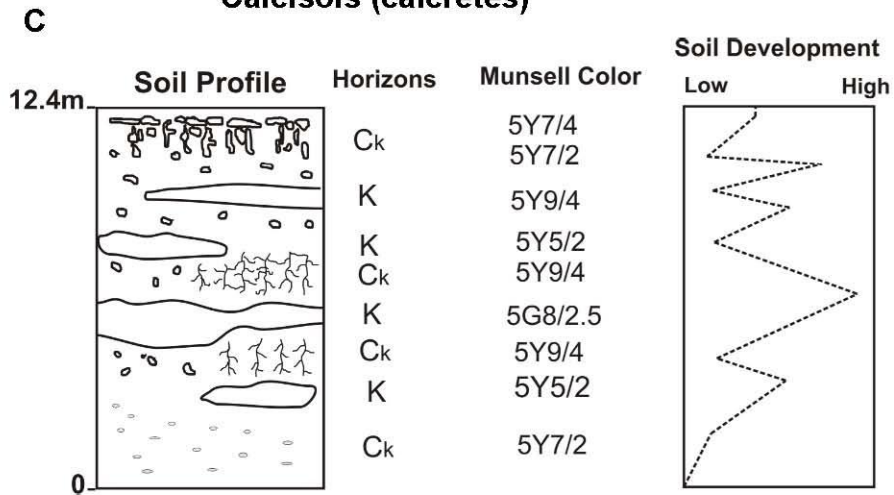 Calcisols (calcretes)
C
Soil Profile
Horizons
Munsell Color
Soil Development
Low High
12.4m
Ck 5Y7/4
5Y7/2
K 5Y9/4
K 5Y5/2
Ck 5Y9/4
K 5G8/2.5
Ck 5Y9/4
K 5Y5/2
Ck 5Y7/2
0